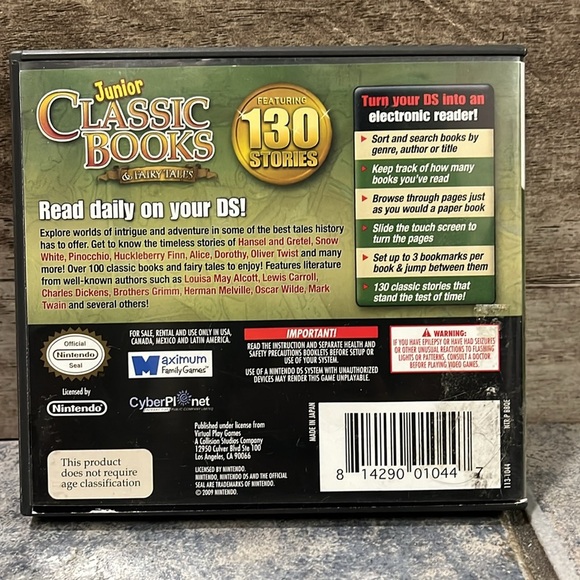 Junior
CLASSIC
BOOKS
& FAIRY TALES
FEATURING
130
STORIES
Read daily on your DS!
Explore worlds of intrigue and adventure in some of the best tales history
has to offer. Get to know the timeless stories of Hansel and Gretel, Snow
White, Pinocchio, Huckleberry Finn, Alice, Dorothy, Oliver Twist and many
more! Over 100 classic books and fairy tales to enjoy! Features literature
from well-known authors such as Louisa May Alcott, Lewis Carroll,
Charles Dickens, Brothers Grimm, Herman Melville, Oscar Wilde, Mark
Twain and several others!
Turn your DS into an
electronic reader!
Sort and search books by
genre, author or title
Keep track of how many
books you've read
Browse through pages just
as you would a paper book
Slide the touch screen to
turn the pages
Set up to 3 bookmarks per
book & jump between them
130 classic stories that
stand the test of time!
Official
Nintendo
Seal
Licensed by
Nintendo
This product
does not require
age classification
FOR SALE, RENTAL AND USE ONLY IN USA,
CANADA, MEXICO AND LATIN AMERICA.
Maximum
Family Games™
CyberPlanet
Published under license from
Virtual Play Games
A Collision Studios Company
12950 Culver Blvd Ste 100
Los Angeles, CA 90066
LICENSED BY NINTENDO.
NINTENDO, NINTENDO DS AND THE OFFICIAL
SEAL ARE TRADEMARKS OF NINTENDO.
© 2009 NINTENDO.
IMPORTANT!
READ THE INSTRUCTION AND SEPARATE HEALTH AND
SAFETY PRECAUTIONS BOOKLETS BEFORE SETUP OR
USE OF YOUR SYSTEM.
USE OF A NINTENDO DS SYSTEM WITH UNAUTHORIZED
DEVICES MAY RENDER THIS GAME UNPLAYABLE.
WARNING:
IF YOU HAVE EPILEPSY OR HAVE HAD SEIZURES
OR OTHER UNUSUAL REACTIONS TO FLASHING
LIGHTS OR PATTERNS, CONSULT A DOCTOR
BEFORE PLAYING VIDEO GAMES.
MADE IN JAPAN
8 14290 01044 7
113-1044